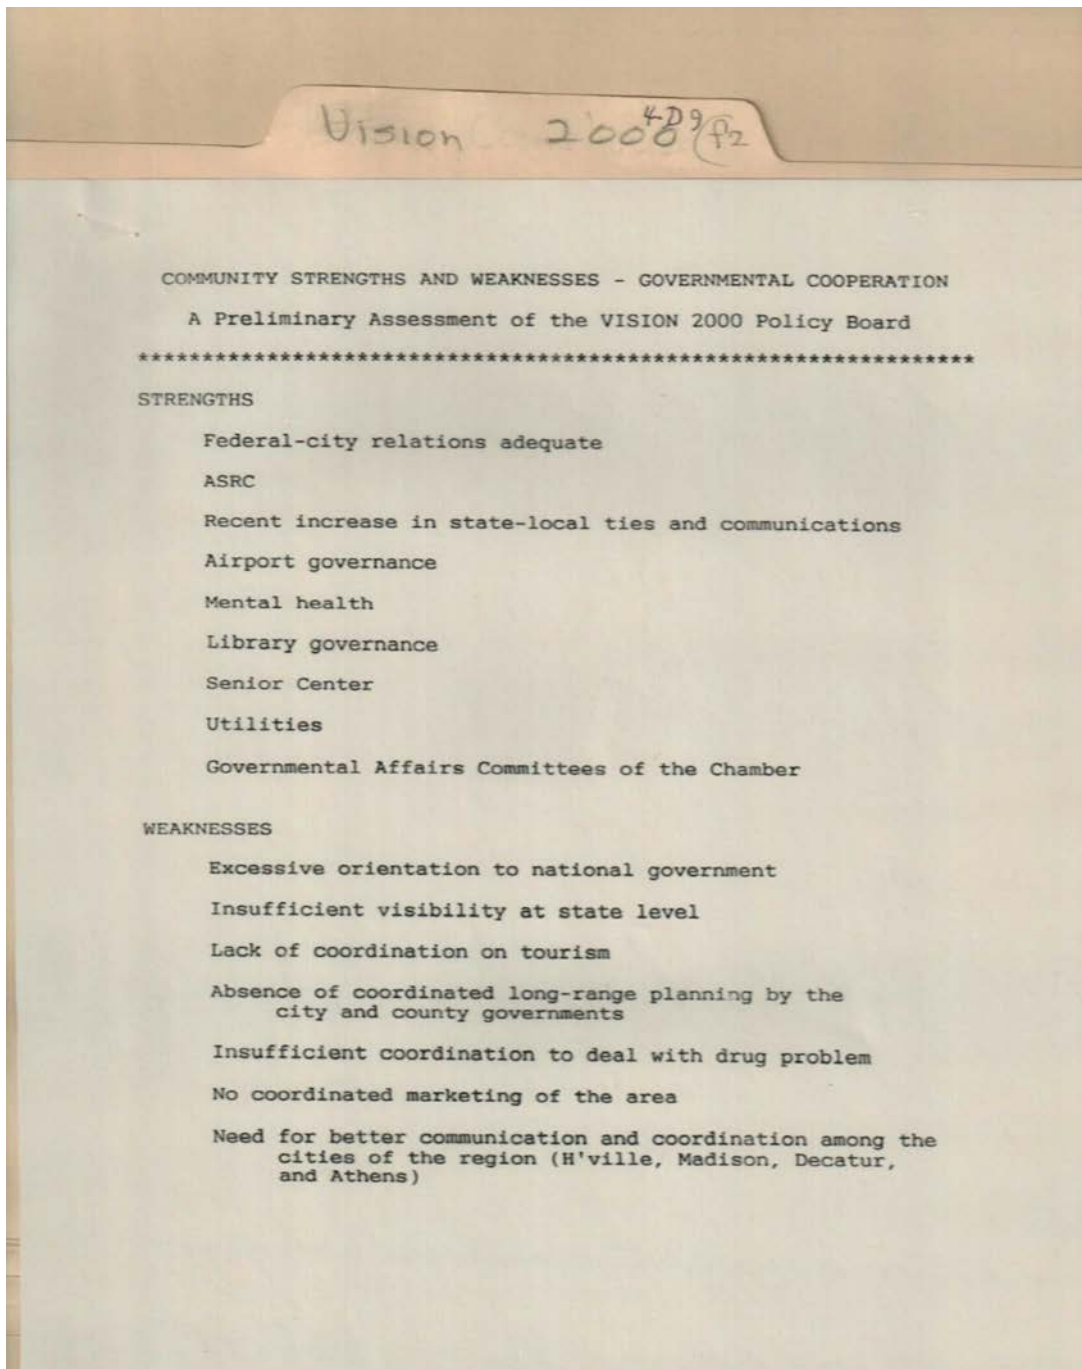 Vision 2000 4D9 f2
COMMUNITY STRENGTHS AND WEAKNESSES - GOVERNMENTAL COOPERATION
A Preliminary Assessment of the VISION 2000 Policy Board
*****************************************************************
STRENGTHS
Federal-city relations adequate
ASRC
Recent increase in state-local ties and communications
Airport governance
Mental health
Library governance
Senior Center
Utilities
Governmental Affairs Committees of the Chamber
WEAKNESSES
Excessive orientation to national government
Insufficient visibility at state level
Lack of coordination on tourism
Absence of coordinated long-range planning by the
city and county governments
Insufficient coordination to deal with drug problem
No coordinated marketing of the area
Need for better communication and coordination among the
cities of the region (H'ville, Madison, Decatur,
and Athens)